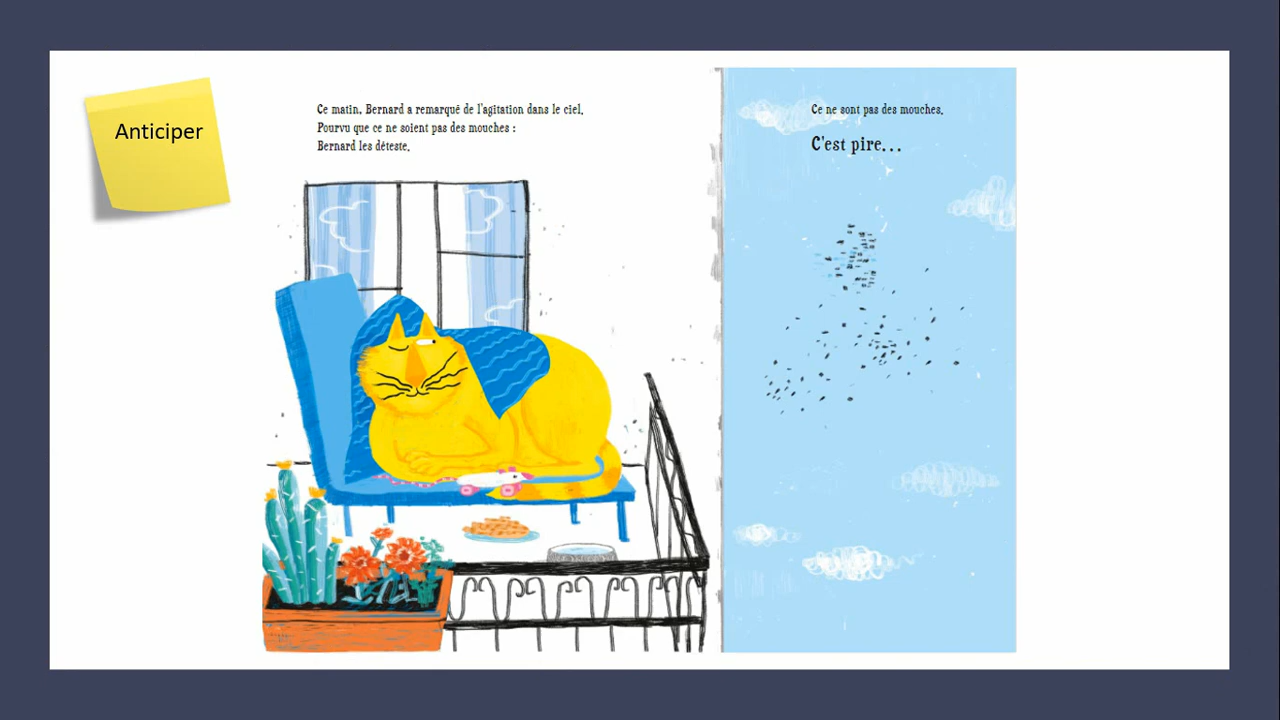 Anticiper
Ce matin, Bernard a remarqué de l'agitation dans le ciel.
Pourvu que ce ne soient pas des mouches :
Bernard les déteste.
Ce ne sont pas des mouches.
C'est pire...